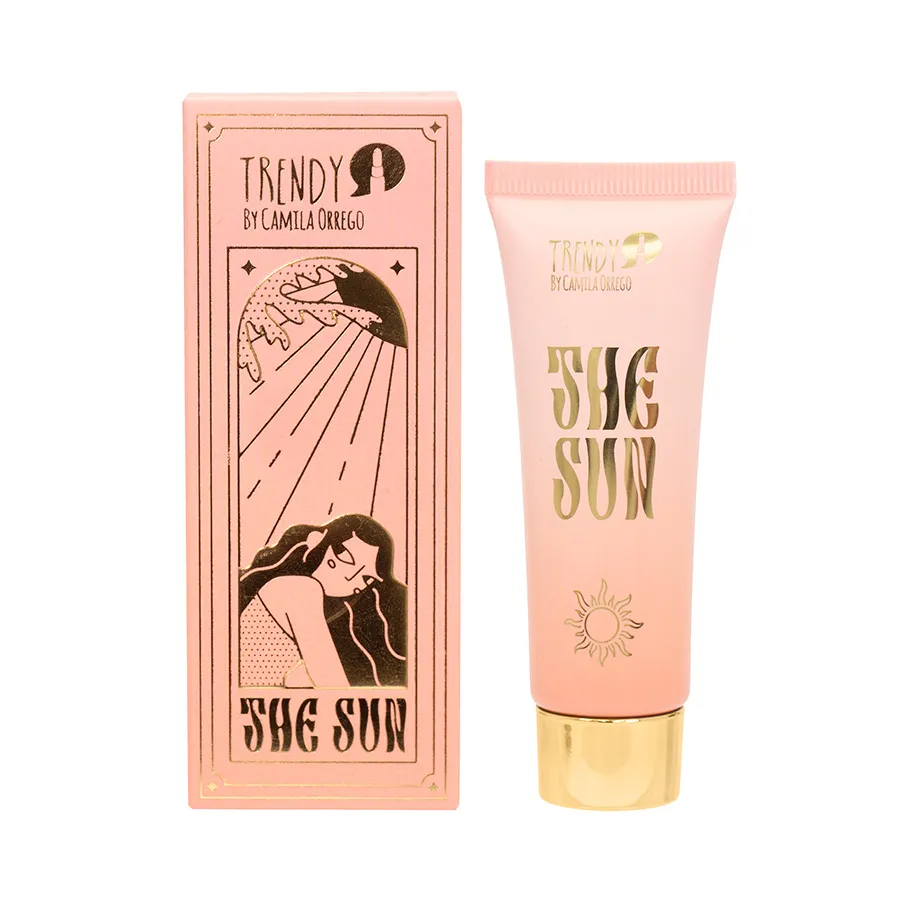 TRENDY
BY CAMILA ORREGO
THE SUN
TRENDY
BY CAMILA ORREGO
THE
SUN